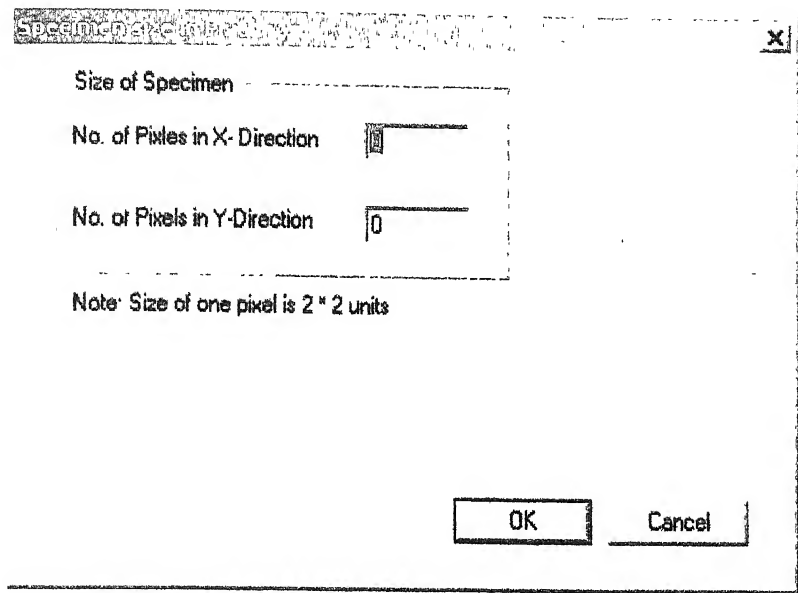 Size of Specimen
No. of Pixles in X- Direction
No. of Pixels in Y-Direction 0
Note: Size of one pixel is 2 * 2 units
OK Cancel